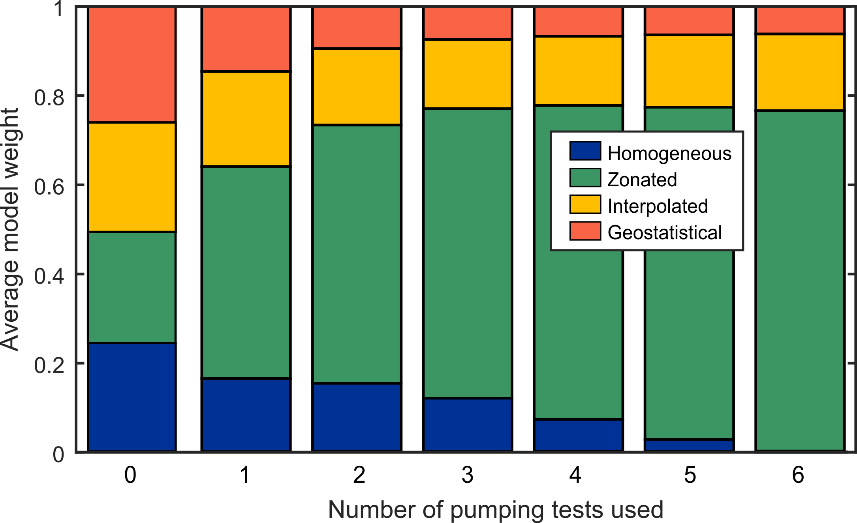 1
0.8
0.6
0.4
0.2
0
Average model weight
Homogeneous
Zonated
Interpolated
Geostatistical
0 1 2 3 4 5 6
Number of pumping tests used